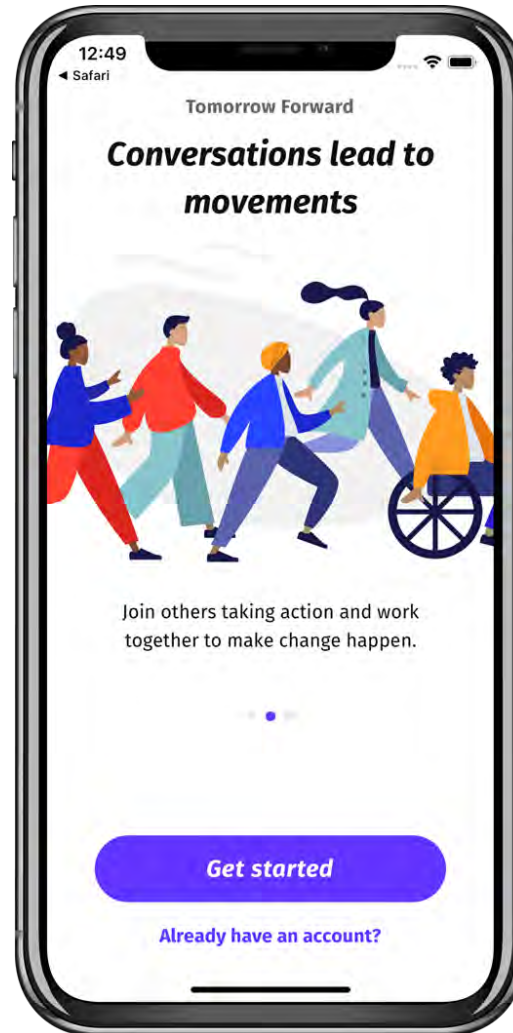 12:49
◀ Safari
Tomorrow Forward
Conversations lead to
movements
Join others taking action and work
together to make change happen.
Get started
Already have an account?